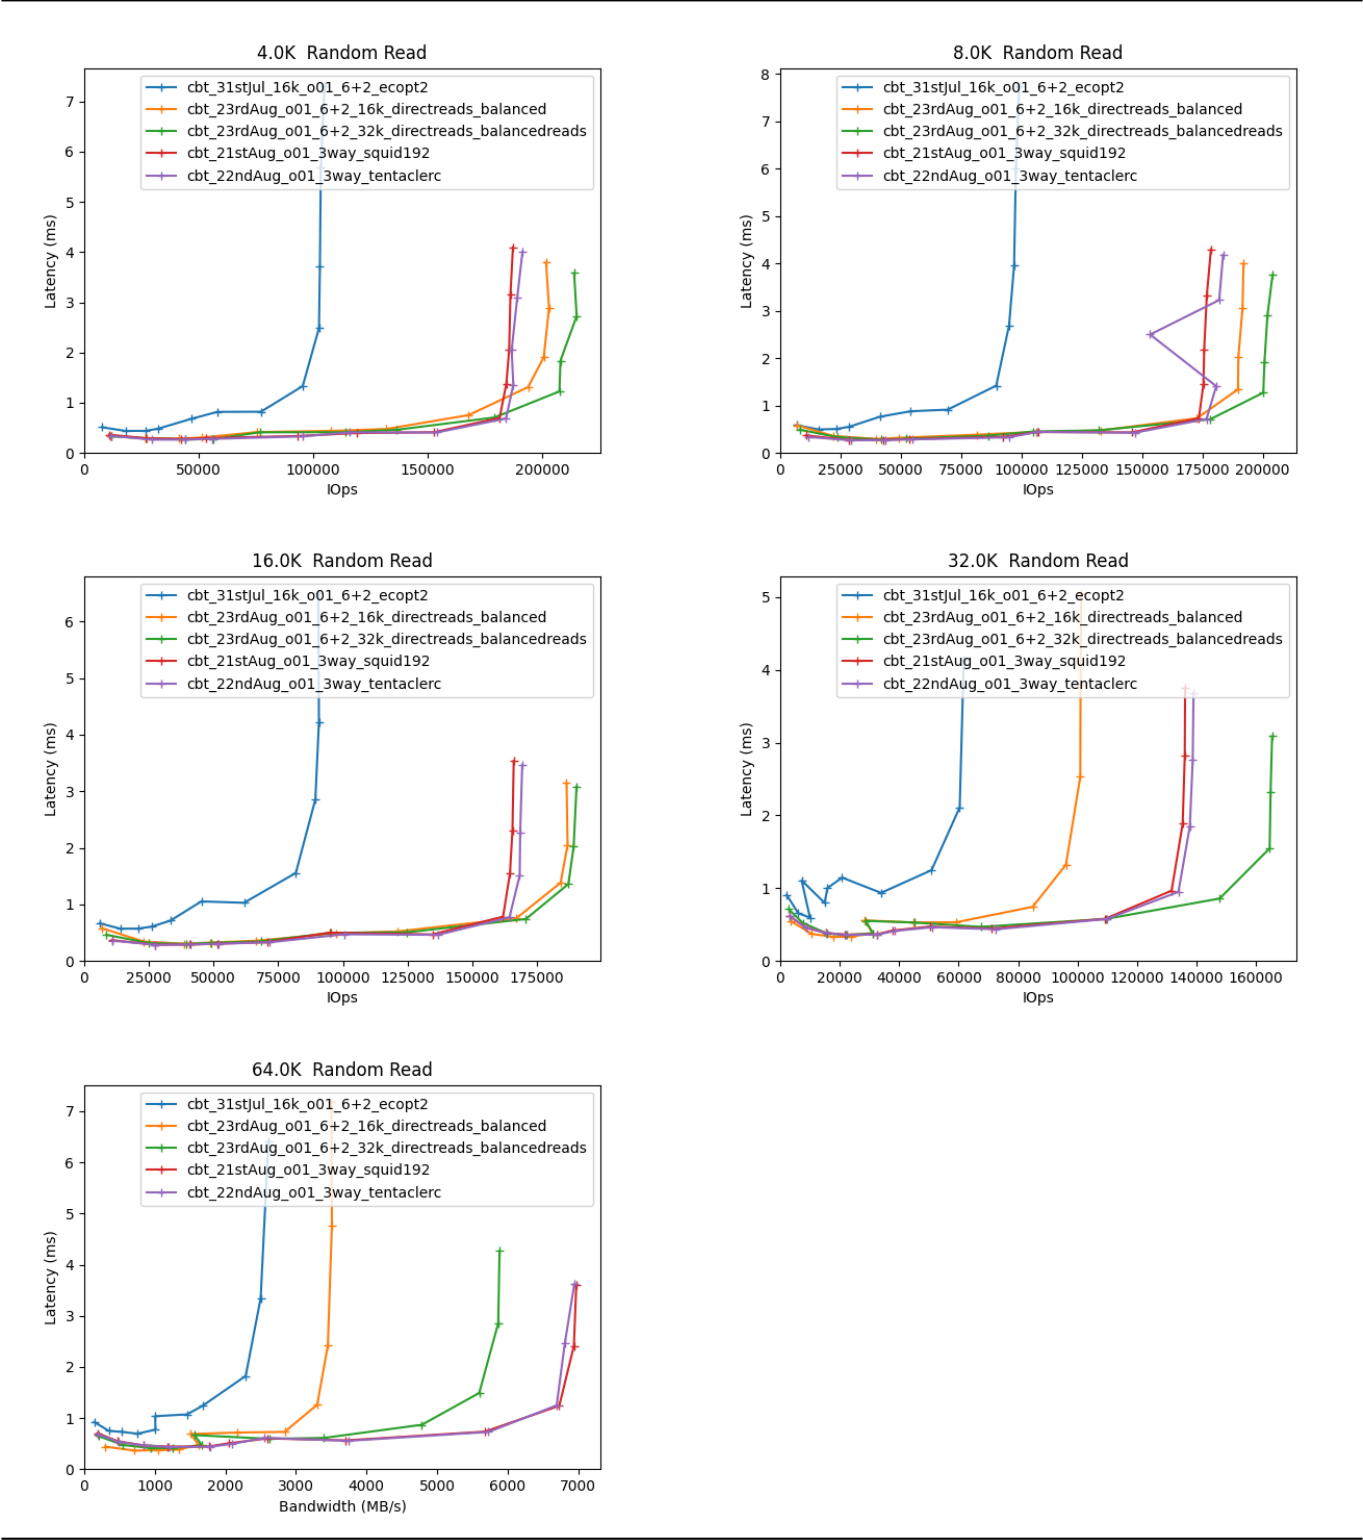 4.0K  Random Read
cbt_31stJul_16k_o01_6+2_ecopt2
cbt_23rdAug_o01_6+2_16k_directreads_balanced
cbt_23rdAug_o01_6+2_32k_directreads_balancedreads
cbt_21stAug_o01_3way_squid192
cbt_22ndAug_o01_3way_tentaclerc
Latency (ms)
7
6
5
4
3
2
1
0
0 50000 100000 150000 200000
IOps
8.0K  Random Read
cbt_31stJul_16k_o01_6+2_ecopt2
cbt_23rdAug_o01_6+2_16k_directreads_balanced
cbt_23rdAug_o01_6+2_32k_directreads_balancedreads
cbt_21stAug_o01_3way_squid192
cbt_22ndAug_o01_3way_tentaclerc
Latency (ms)
8
7
6
5
4
3
2
1
0
0 25000 50000 75000 100000 125000 150000 175000 200000
IOps
16.0K  Random Read
cbt_31stJul_16k_o01_6+2_ecopt2
cbt_23rdAug_o01_6+2_16k_directreads_balanced
cbt_23rdAug_o01_6+2_32k_directreads_balancedreads
cbt_21stAug_o01_3way_squid192
cbt_22ndAug_o01_3way_tentaclerc
Latency (ms)
6
5
4
3
2
1
0
0 25000 50000 75000 100000 125000 150000 175000
IOps
32.0K  Random Read
cbt_31stJul_16k_o01_6+2_ecopt2
cbt_23rdAug_o01_6+2_16k_directreads_balanced
cbt_23rdAug_o01_6+2_32k_directreads_balancedreads
cbt_21stAug_o01_3way_squid192
cbt_22ndAug_o01_3way_tentaclerc
Latency (ms)
5
4
3
2
1
0
0 20000 40000 60000 80000 100000 120000 140000 160000
IOps
64.0K  Random Read
cbt_31stJul_16k_o01_6+2_ecopt2
cbt_23rdAug_o01_6+2_16k_directreads_balanced
cbt_23rdAug_o01_6+2_32k_directreads_balancedreads
cbt_21stAug_o01_3way_squid192
cbt_22ndAug_o01_3way_tentaclerc
Latency (ms)
7
6
5
4
3
2
1
0
0 1000 2000 3000 4000 5000 6000 7000
Bandwidth (MB/s)